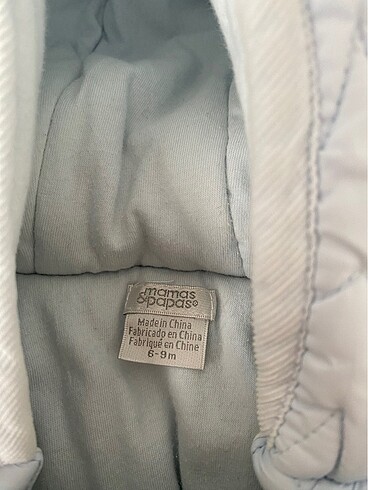 mamas
&papas®
Made in China
Fabricado en China
Fabriqué en Chine
6-9m